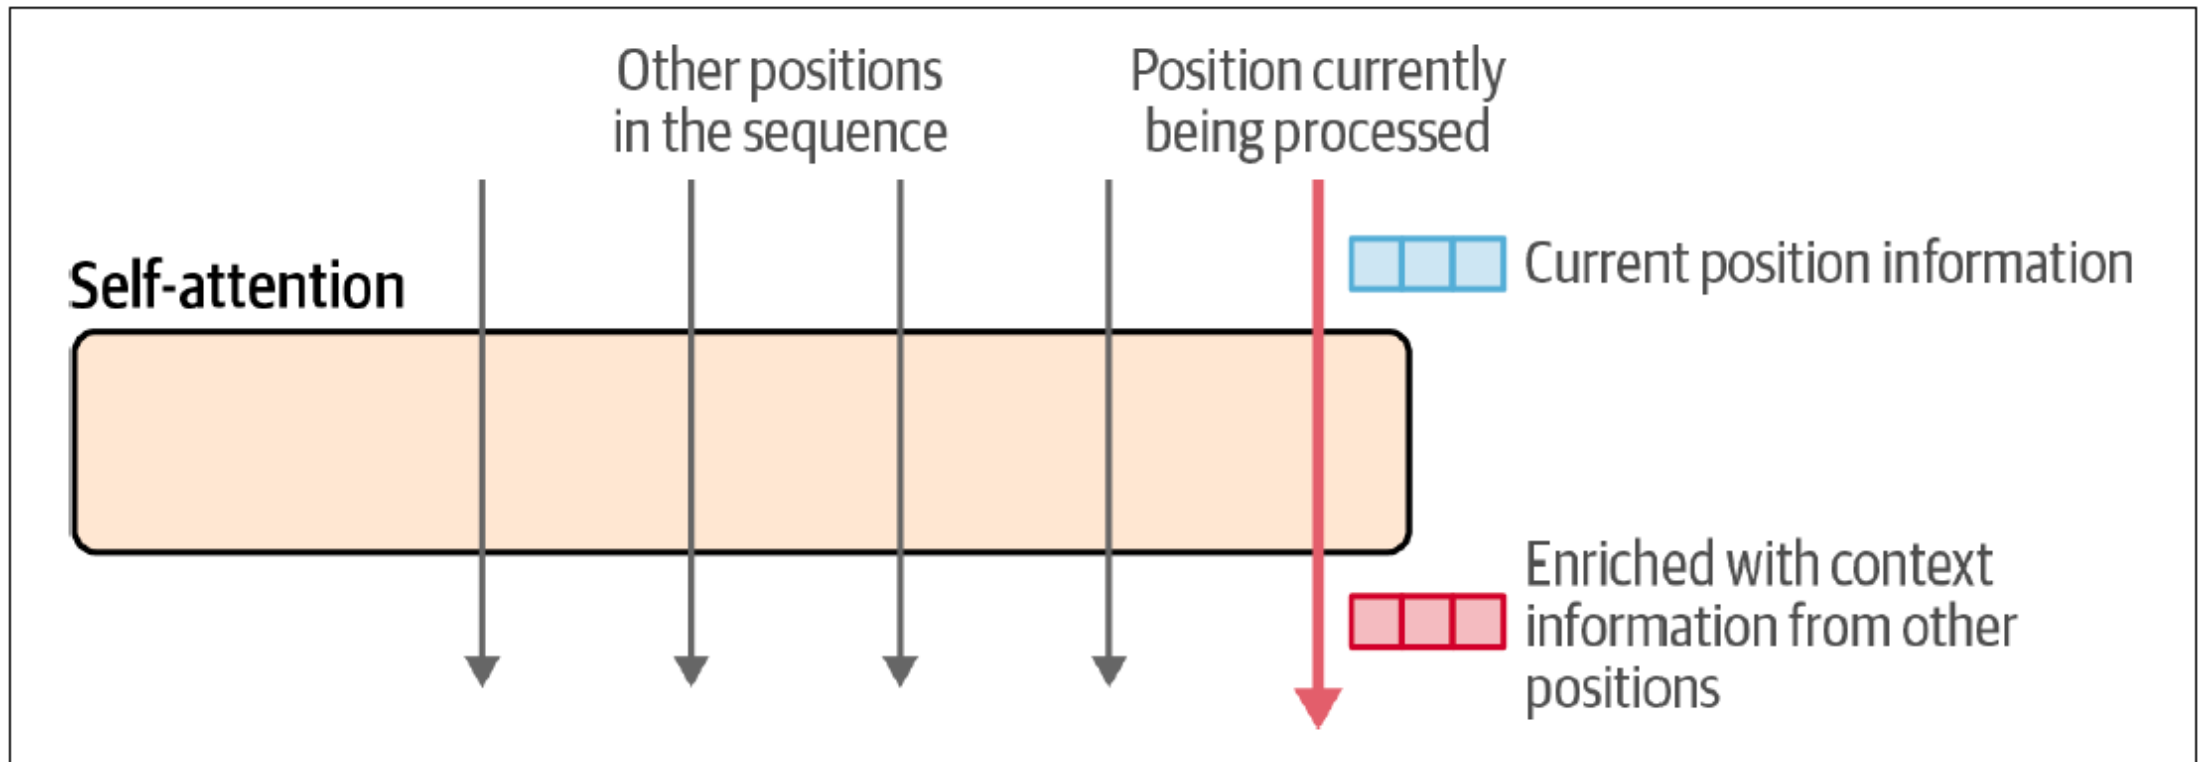 Other positions
in the sequence
Position currently
being processed
Self-attention
Current position information
Enriched with context
information from other
positions